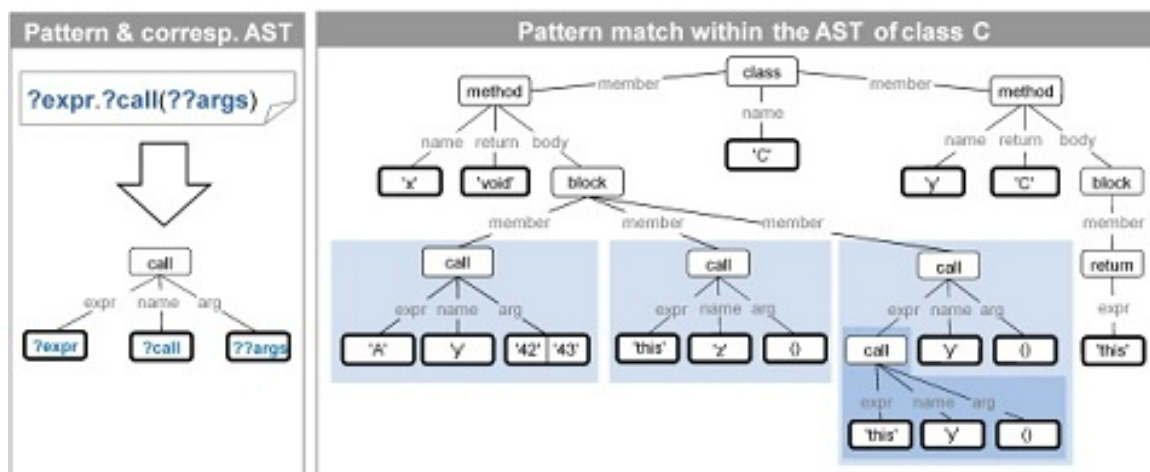 Pattern & corresp. AST
?expr.?call(??args)
call
expr name arg
?expr ?call ??args
Pattern match within the AST of class C
class
member member
method method
name
name return body name return body
'C'
'x' 'void' block 'y' 'C' block
member member member member
call call call return
expr name arg expr name arg expr name arg expr
'A' 'y' '42' '43' 'this' 'z' () call 'y' () 'this'
expr name arg
'this' 'y' ()